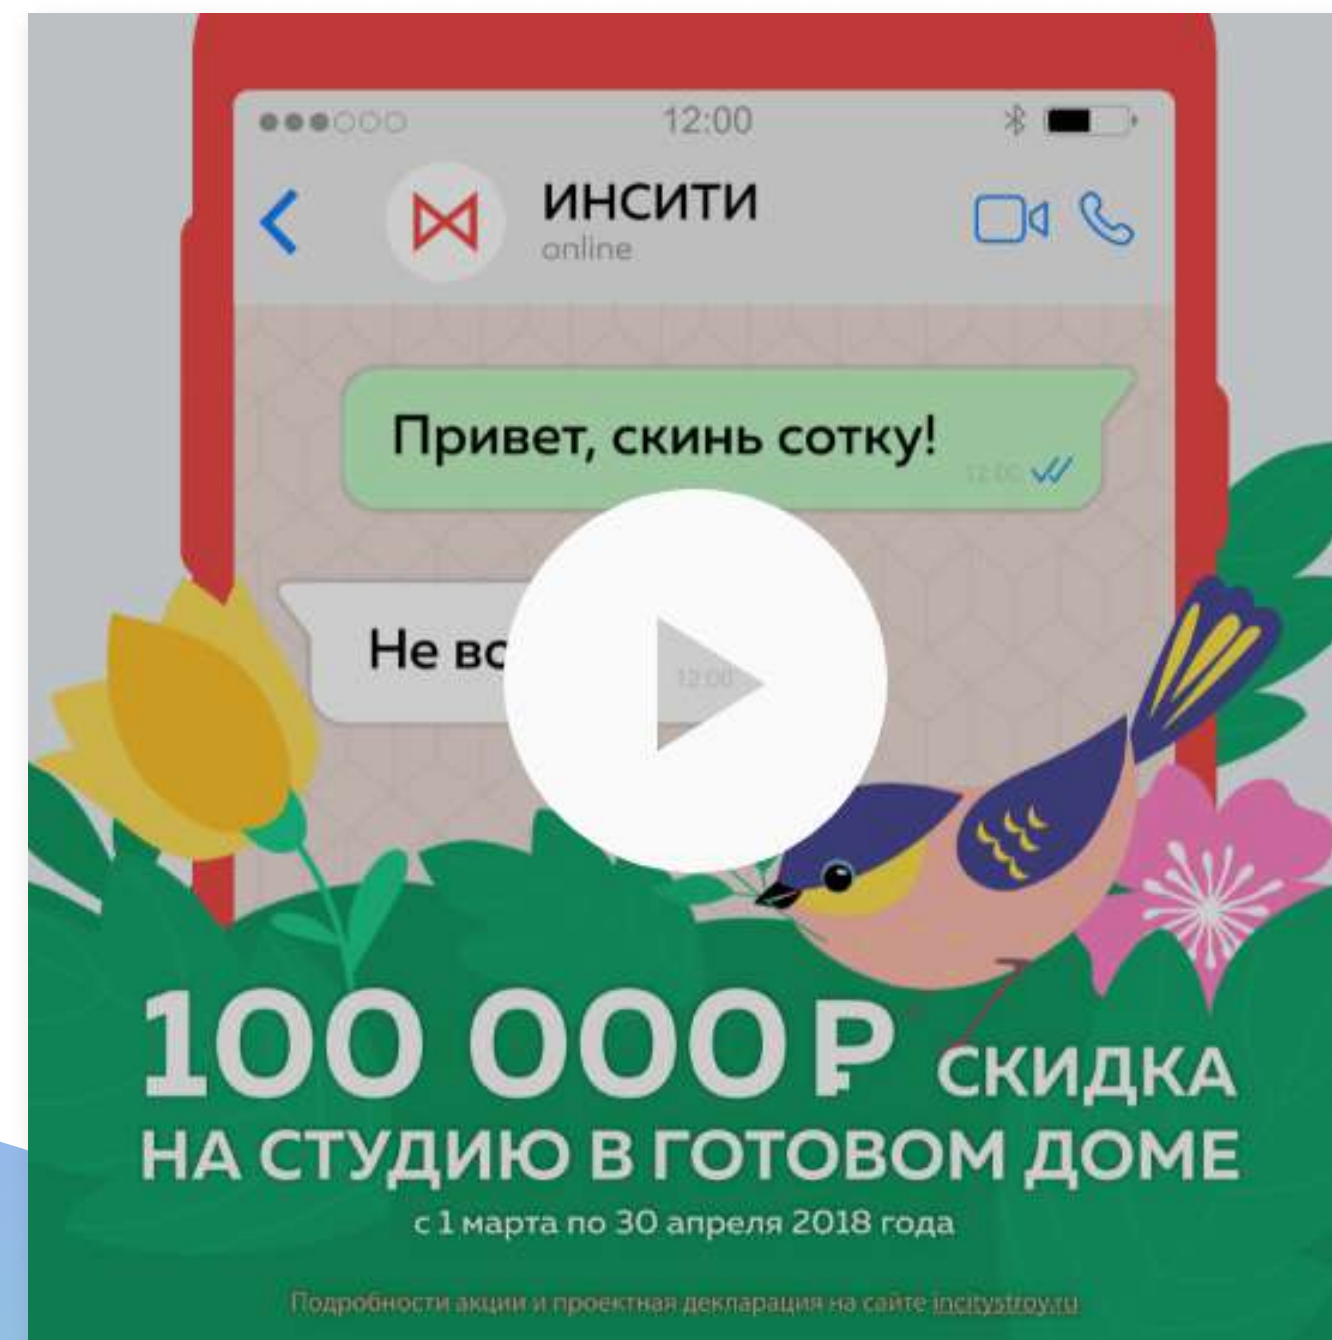 12:00
ИНСИТИ
online
Привет, скинь сотку!
12:00
Не
12:00
100 000 ₽ СКИДКА
НА СТУДИЮ В ГОТОВОМ ДОМЕ
с 1 марта по 30 апреля 2018 года
Подробности акции и проектная декларация на сайте incitystroy.ru